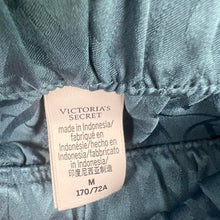 VICTORIA'S
SECRET
made in Indonesia/
fabriqué en
Indonésie/hecho
en Indonesia/
fabbricato
in Indonesia/
印度尼西亚制造
M
170/72A